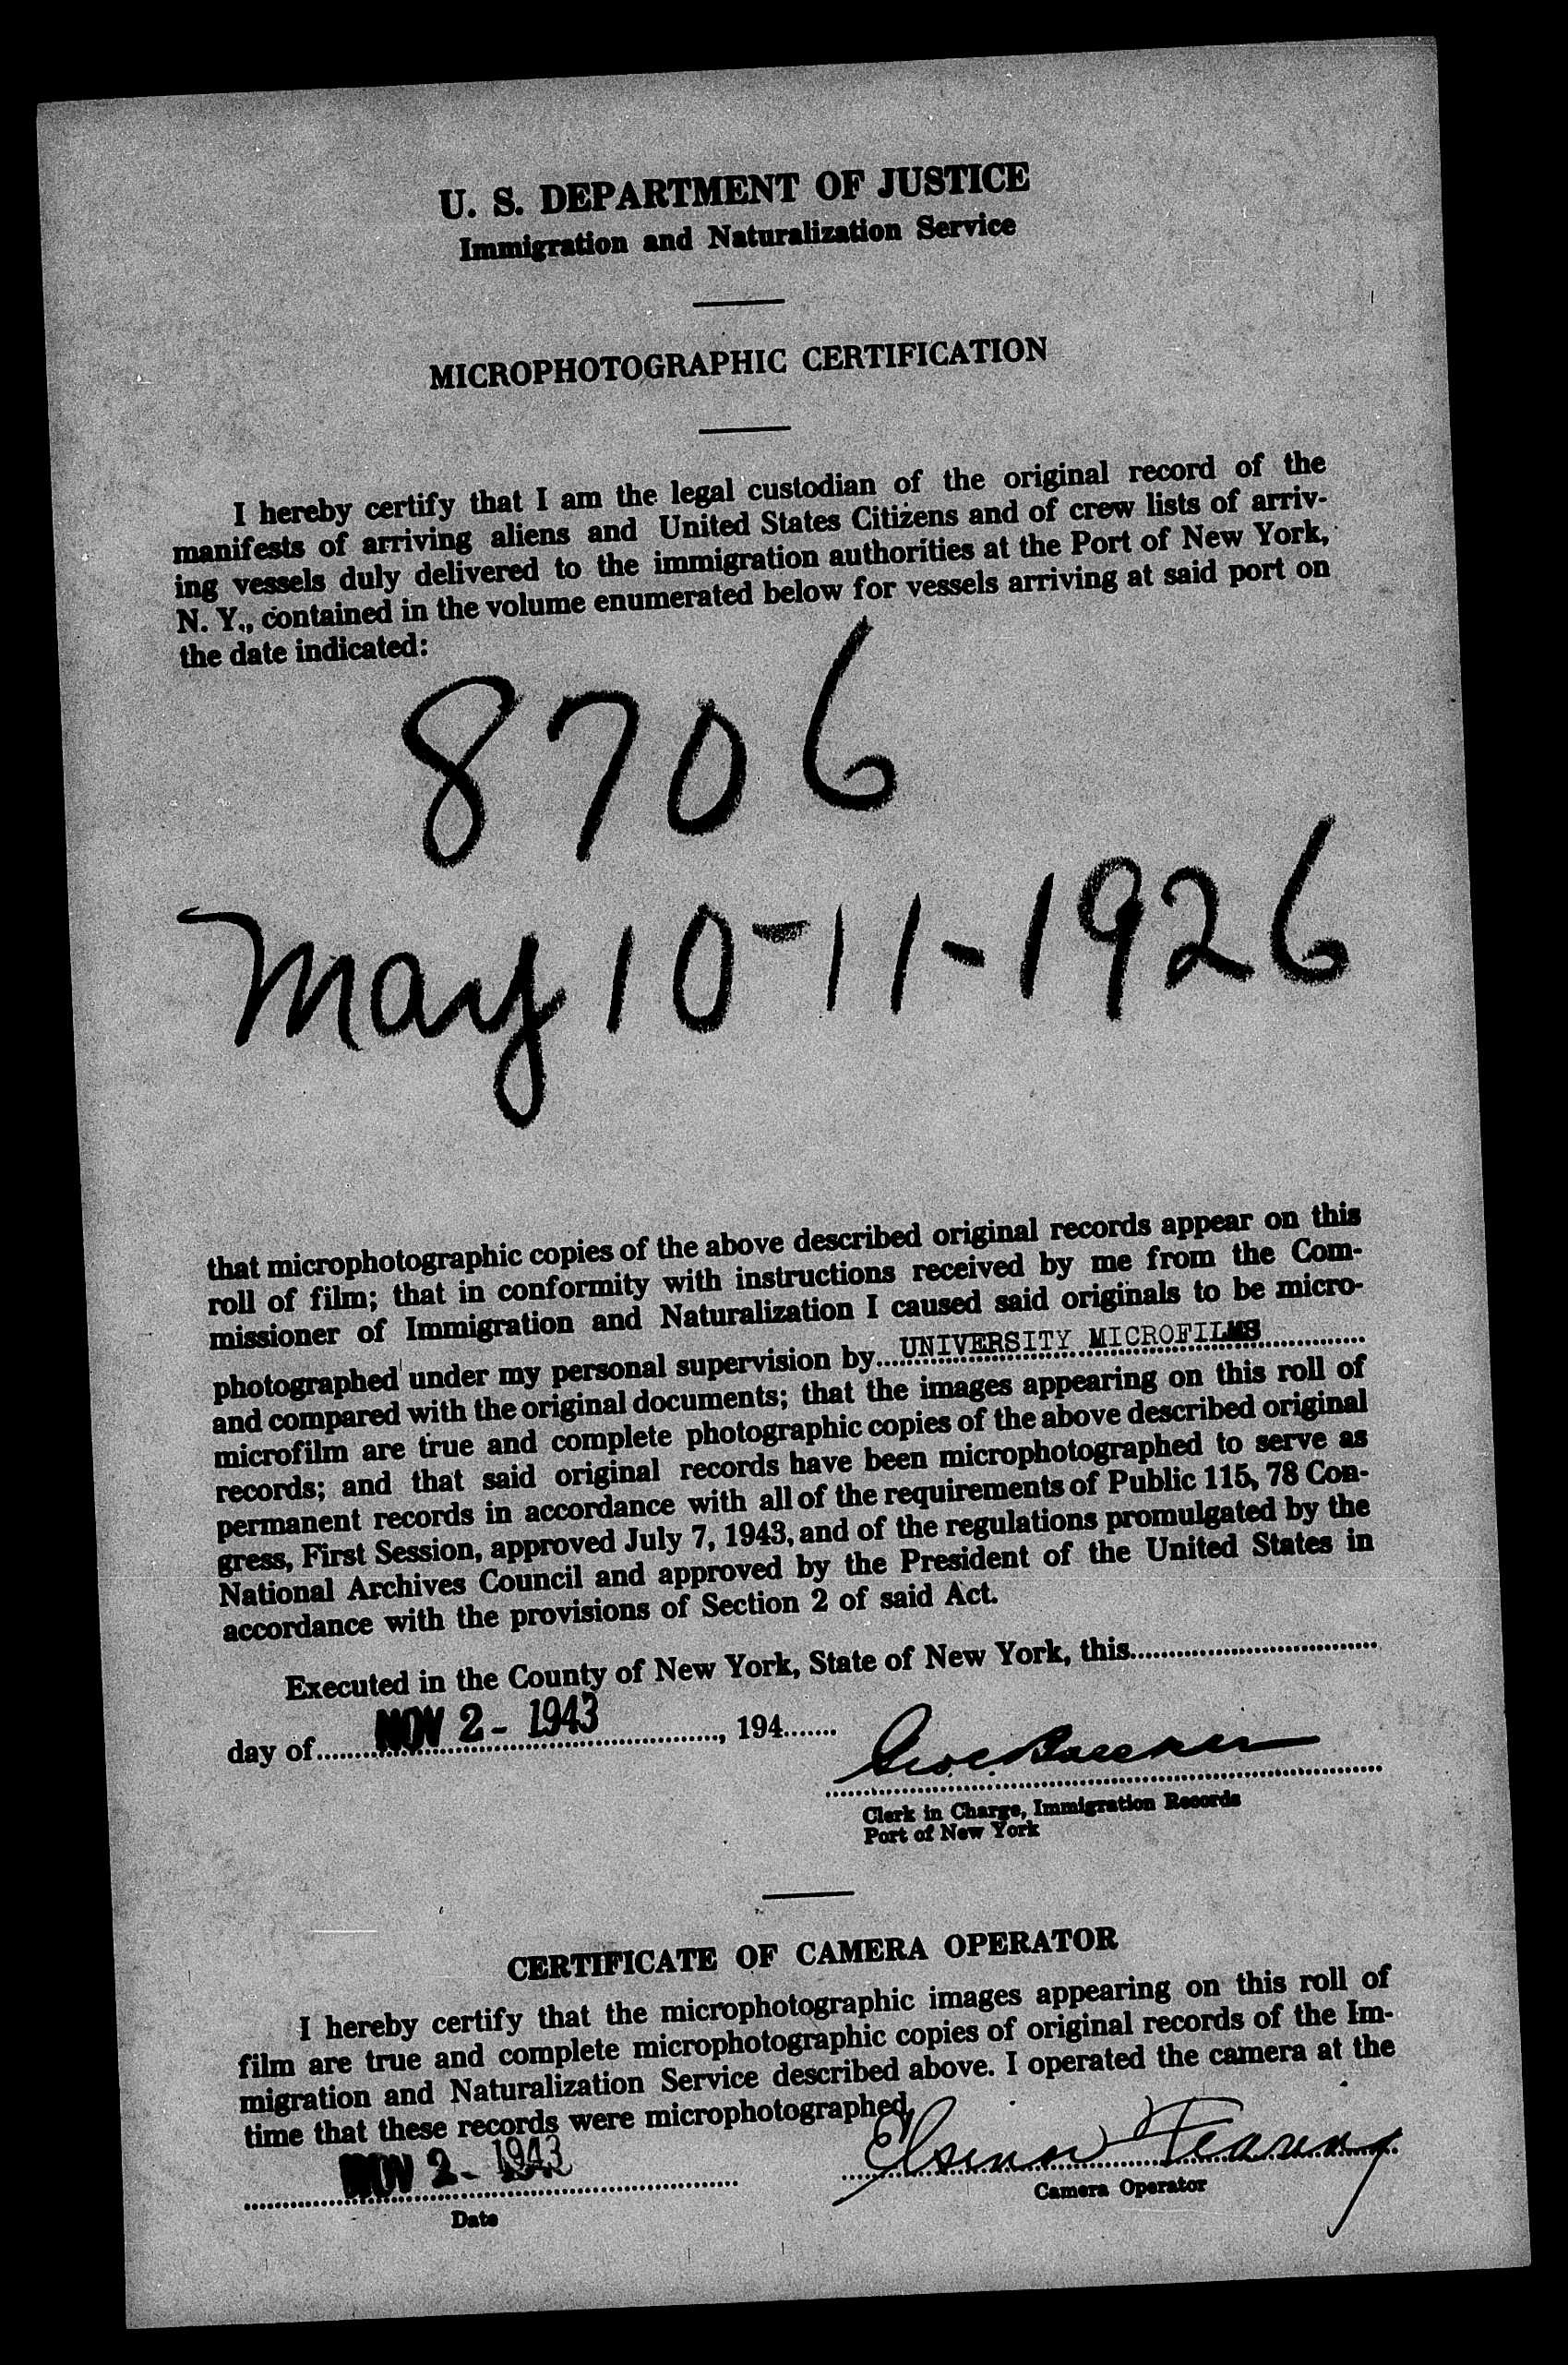 U. S. DEPARTMENT OF JUSTICE
Immigration and Naturalization Service
MICROPHOTOGRAPHIC CERTIFICATION
I hereby certify that I am the legal custodian of the original record of the
manifests of arriving aliens and United States Citizens and of crew lists of arriv-
ing vessels duly delivered to the immigration authorities at the Port of New York,
N. Y., contained in the volume enumerated below for vessels arriving at said port on
the date indicated:
8706
May 10-11-1926
that microphotographic copies of the above described original records appear on this
roll of film; that in conformity with instructions received by me from the Com-
missioner of Immigration and Naturalization I caused said originals to be micro-
photographed under my personal supervision by UNIVERSITY MICROFILMS
and compared with the original documents; that the images appearing on this roll of
microfilm are true and complete photographic copies of the above described original
records; and that said original records have been microphotographed to serve as
permanent records in accordance with all of the requirements of Public 115, 78 Con-
gress, First Session, approved July 7, 1943, and of the regulations promulgated by the
National Archives Council and approved by the President of the United States in
accordance with the provisions of Section 2 of said Act.
Executed in the County of New York, State of New York, this
day of NOV 2 - 1943, 194
Clerk in Charge, Immigration Records
Port of New York
CERTIFICATE OF CAMERA OPERATOR
I hereby certify that the microphotographic images appearing on this roll of
film are true and complete microphotographic copies of original records of the Im-
migration and Naturalization Service described above. I operated the camera at the
time that these records were microphotographed.
NOV 2 - 1943
Date
Camera Operator